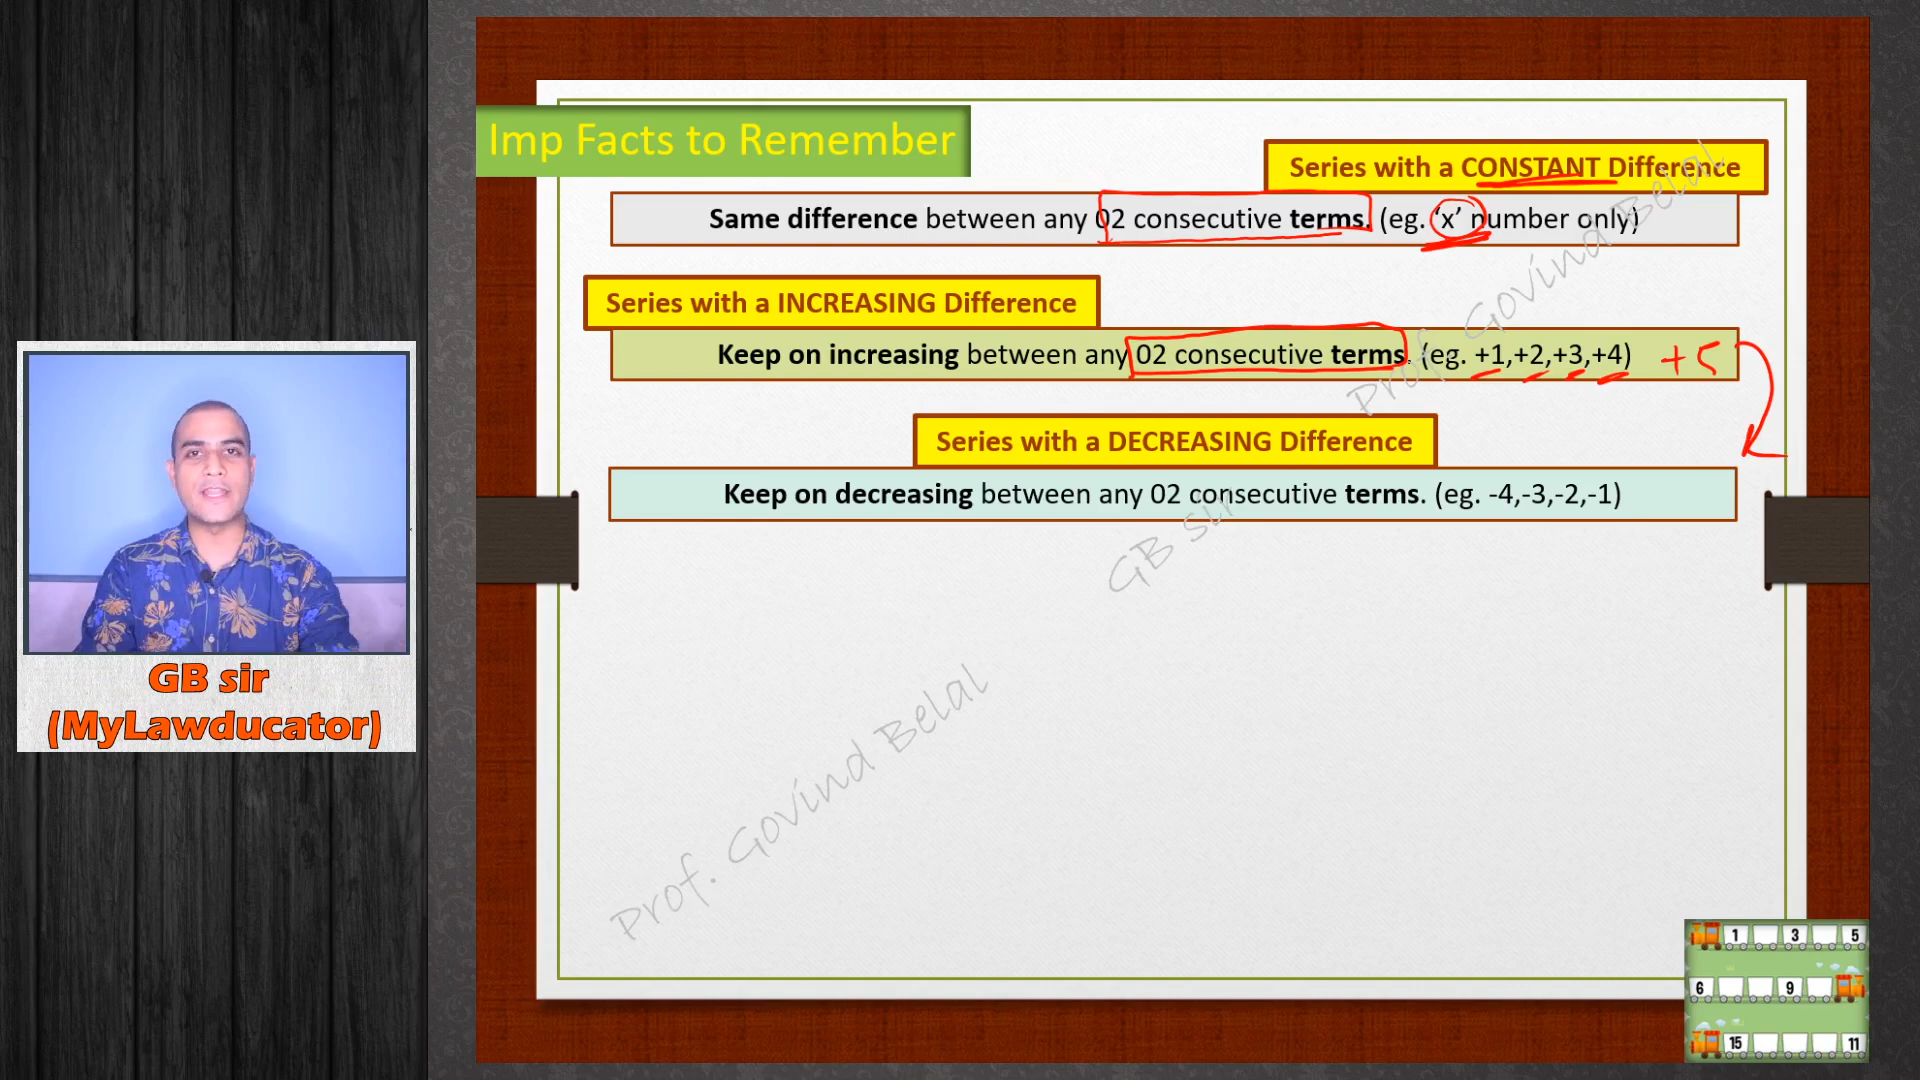 Imp Facts to Remember
Series with a CONSTANT Difference
Same difference between any 02 consecutive terms. (eg. ‘x’ number only)
Series with a INCREASING Difference
Keep on increasing between any 02 consecutive terms. (eg. +1,+2,+3,+4) +5
Series with a DECREASING Difference
Keep on decreasing between any 02 consecutive terms. (eg. -4,-3,-2,-1)
GB sir
(MyLawducator)
Prof. Govind Belal
GB sir
Prof. Govind Belal
1 3 5
6 9
15 11